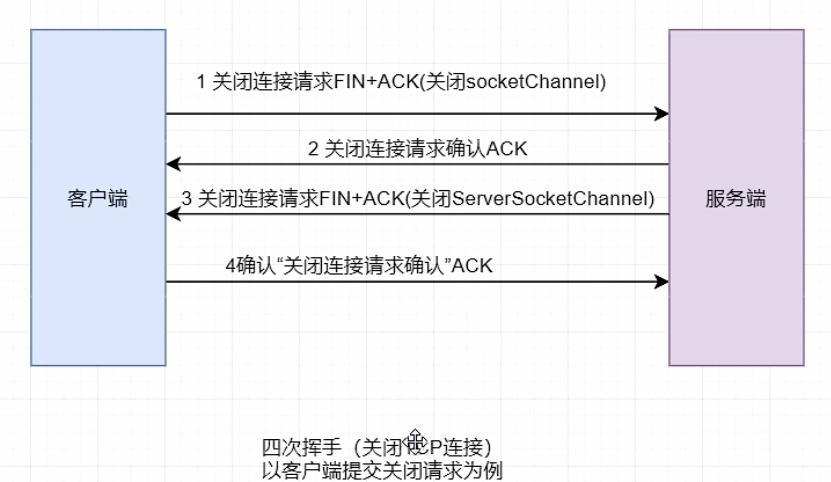 1 关闭连接请求FIN+ACK(关闭socketChannel)
2 关闭连接请求确认ACK
客户端
3 关闭连接请求FIN+ACK(关闭ServerSocketChannel)
服务端
4确认“关闭连接请求确认”ACK
四次挥手（关闭TCP连接）
以客户端提交关闭请求为例